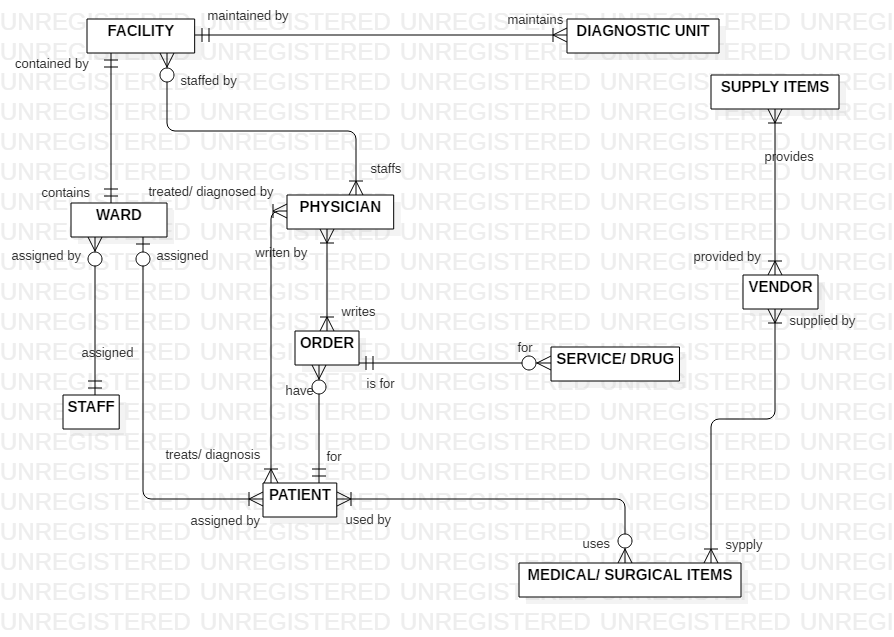 maintained by
maintains
FACILITY
DIAGNOSTIC UNIT
contained by
staffed by
SUPPLY ITEMS
provides
staffs
contains
treated/ diagnosed by
WARD
PHYSICIAN
assigned by
assigned
writen by
provided by
VENDOR
writes
supplied by
ORDER
assigned
for
SERVICE/ DRUG
is for
have
STAFF
treats/ diagnosis
for
PATIENT
assigned by
used by
uses
sypply
MEDICAL/ SURGICAL ITEMS
UNREGISTERED